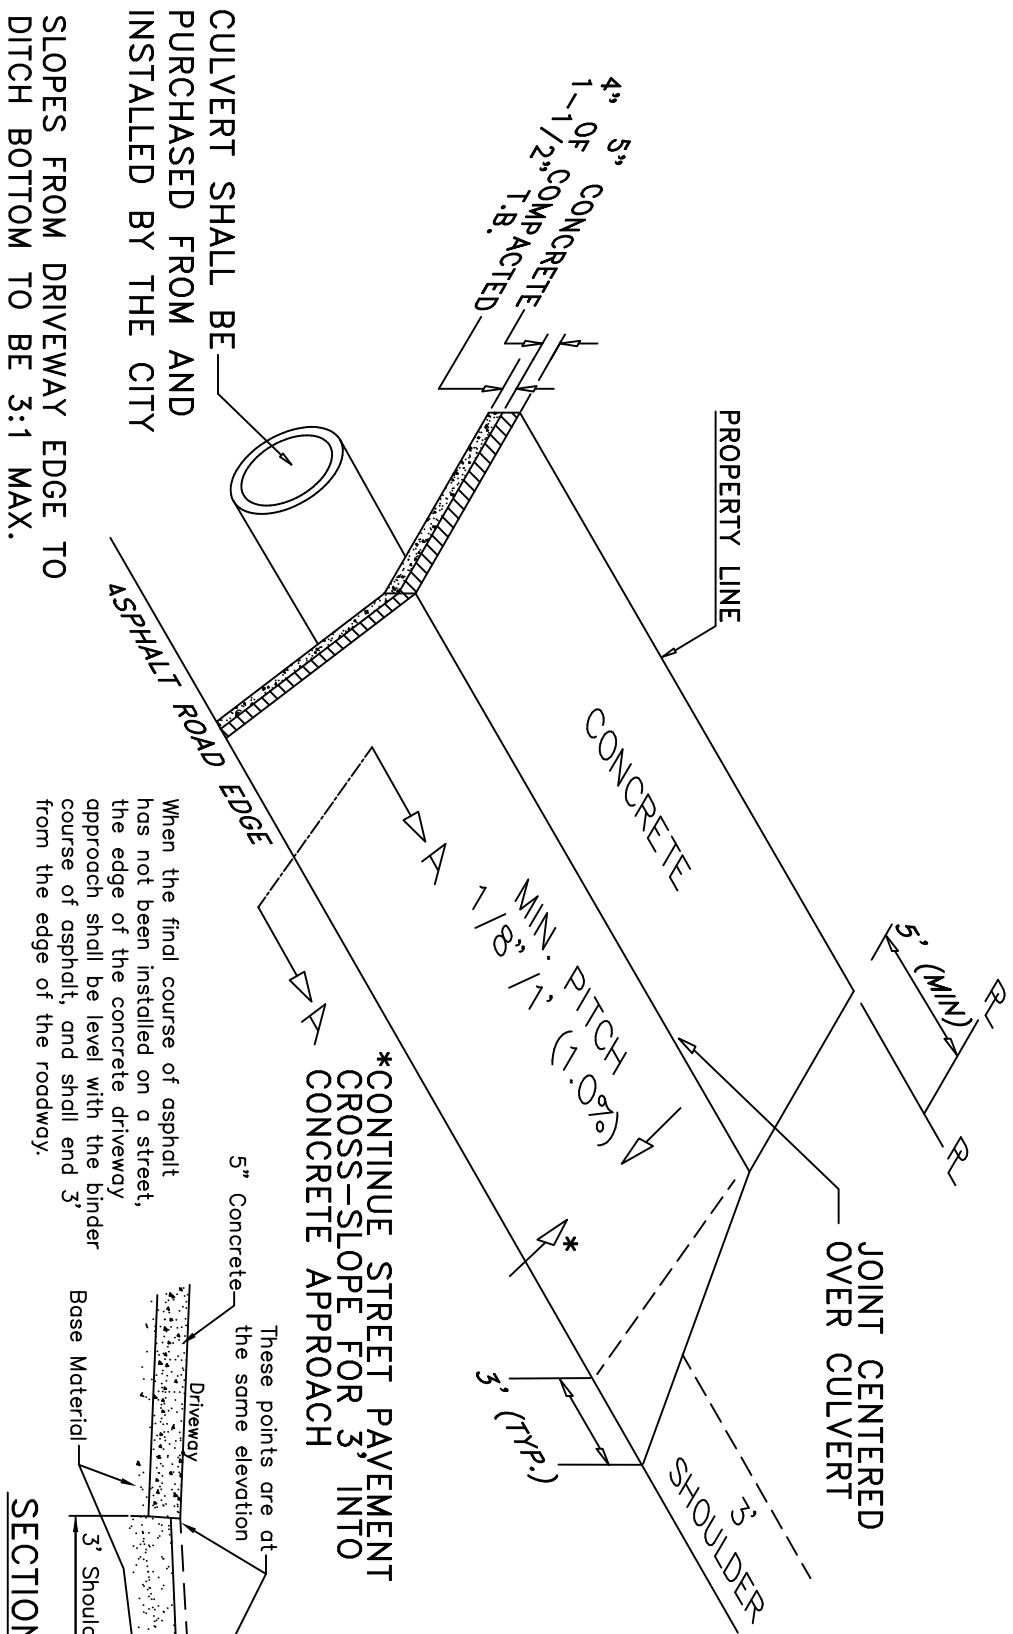 PROPERTY LINE
4" OF COMPACTED
1-1/2" T.B.
5" CONCRETE
CULVERT SHALL BE
PURCHASED FROM AND
INSTALLED BY THE CITY
SLOPES FROM DRIVEWAY EDGE TO
DITCH BOTTOM TO BE 3:1 MAX.
ASPHALT ROAD EDGE
CONCRETE
MIN. PITCH
1/8"/1' (1.0%)
A
A
5' (MIN)
PL
PL
JOINT CENTERED
OVER CULVERT
*
*CONTINUE STREET PAVEMENT
CROSS-SLOPE FOR 3' INTO
CONCRETE APPROACH
3' (TYP.)
3'
SHOULDER
When the final course of asphalt
has not been installed on a street,
the edge of the concrete driveway
approach shall be level with the binder
course of asphalt, and shall end 3'
from the edge of the roadway.
5" Concrete
These points are at
the same elevation
Driveway
Base Material
3' Shoul
SECTION